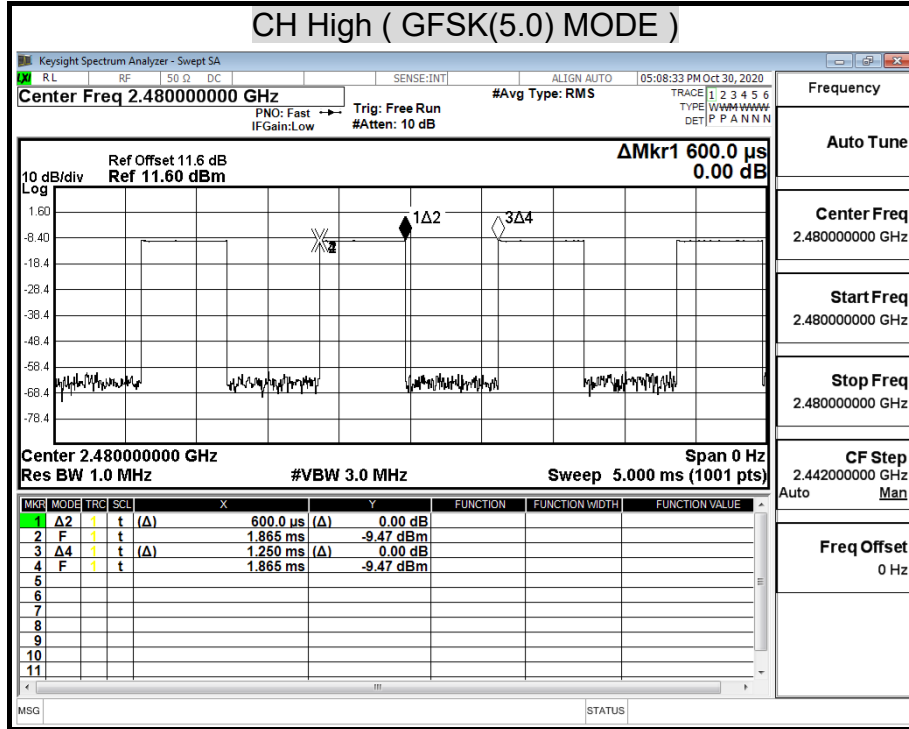 CH High ( GFSK(5.0) MODE )
Keysight Spectrum Analyzer - Swept SA
LXI RL RF 50 Ω DC SENSE:INT ALIGN AUTO 05:08:33 PM Oct 30, 2020
Center Freq 2.480000000 GHz
PNO: Fast
IFGain:Low
Trig: Free Run
#Atten: 10 dB
#Avg Type: RMS
TRACE 1 2 3 4 5 6
TYPE WWMWWWW
DET P P A N N N
10 dB/div
Log
Ref Offset 11.6 dB
Ref 11.60 dBm
ΔMkr1 600.0 µs
0.00 dB
1.60
-8.40
-18.4
-28.4
-38.4
-48.4
-58.4
-68.4
-78.4
1Δ2
3Δ4
Center 2.480000000 GHz Span 0 Hz
Res BW 1.0 MHz #VBW 3.0 MHz Sweep 5.000 ms (1001 pts)
MKR MODE TRC SCL X Y FUNCTION FUNCTION WIDTH FUNCTION VALUE
1 Δ2 1 t (Δ) 600.0 µs (Δ) 0.00 dB
2 F 1 t 1.865 ms -9.47 dBm
3 Δ4 1 t (Δ) 1.250 ms (Δ) 0.00 dB
4 F 1 t 1.865 ms -9.47 dBm
5
6
7
8
9
10
11
MSG STATUS
Frequency
Auto Tune
Center Freq
2.480000000 GHz
Start Freq
2.480000000 GHz
Stop Freq
2.480000000 GHz
CF Step
2.442000000 GHz
Auto Man
Freq Offset
0 Hz